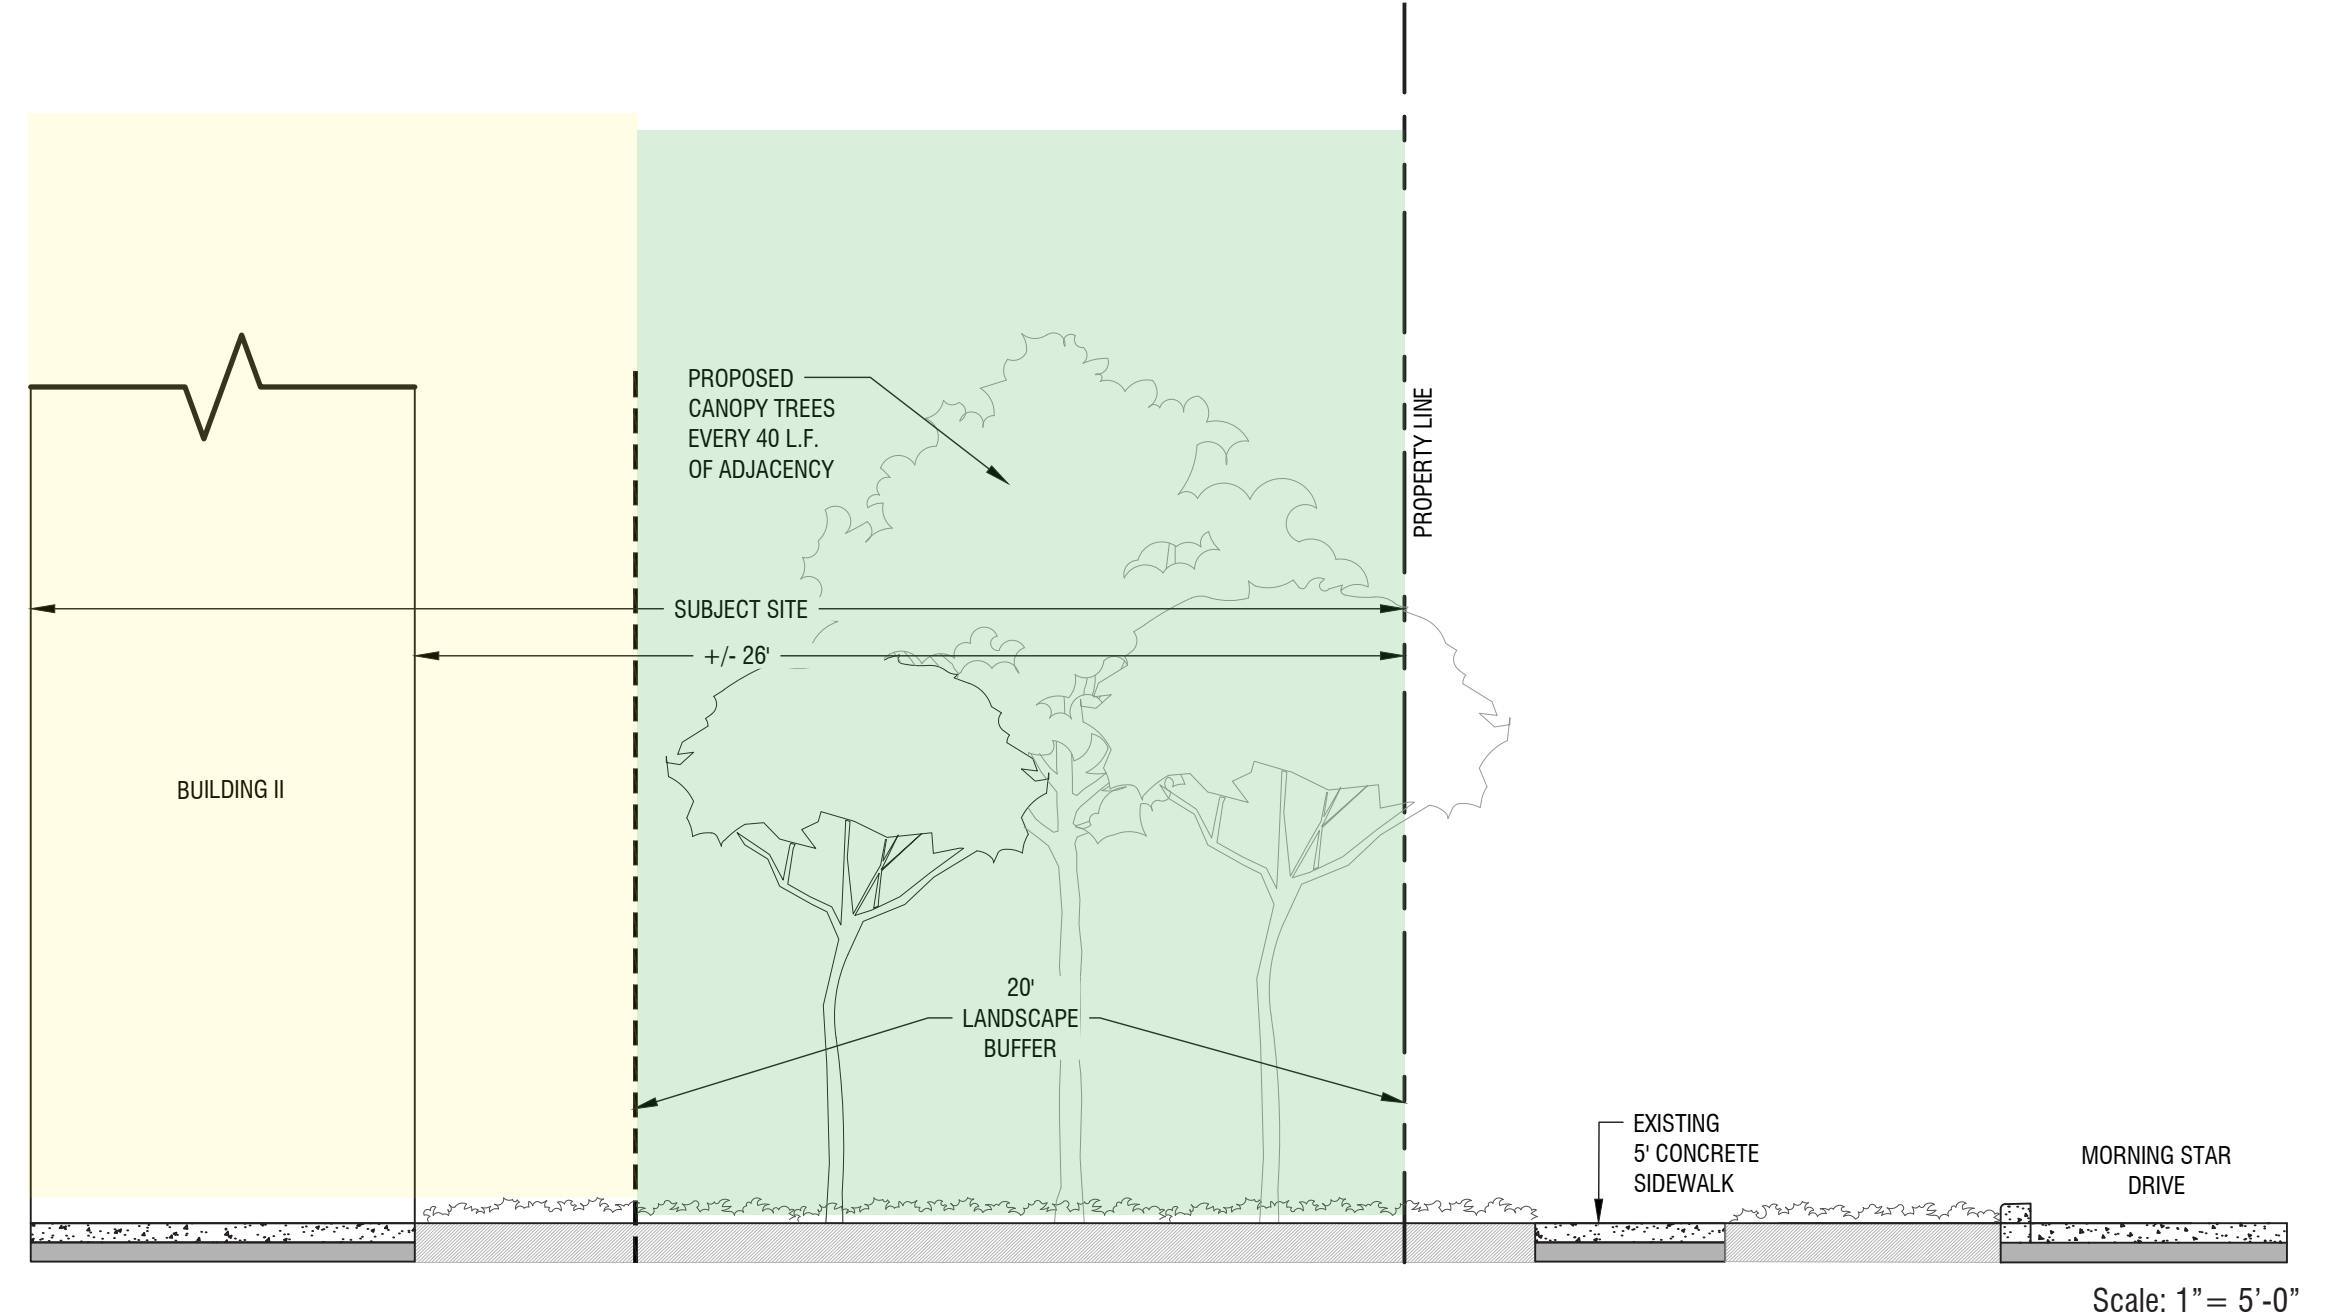 PROPOSED
CANOPY TREES
EVERY 40 L.F.
OF ADJACENCY
PROPERTY LINE
SUBJECT SITE
+/- 26'
BUILDING II
20'
LANDSCAPE
BUFFER
EXISTING
5' CONCRETE
SIDEWALK
MORNING STAR
DRIVE
Scale: 1”= 5’-0”